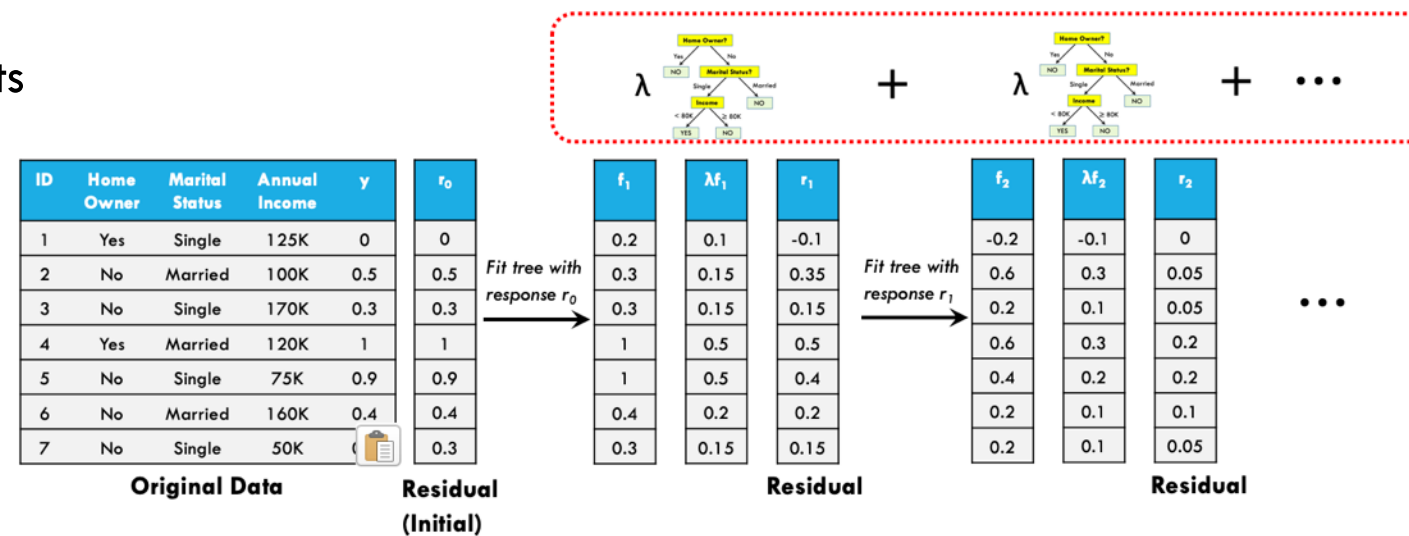 ts
Home Owner?
Yes No
NO Marital Status?
Single Married
Income NO
< 80K ≥ 80K
YES NO
λ
+
Home Owner?
Yes No
NO Marital Status?
Single Married
Income NO
< 80K ≥ 80K
YES NO
λ
+ •••
ID Home Owner Marital Status Annual Income y r₀ f₁ λf₁ r₁ f₂ λf₂ r₂
1 Yes Single 125K 0 0 0.2 0.1 -0.1 -0.2 -0.1 0
2 No Married 100K 0.5 0.5 0.3 0.15 0.35 0.6 0.3 0.05
3 No Single 170K 0.3 0.3 0.3 0.15 0.15 0.2 0.1 0.05
4 Yes Married 120K 1 1 1 0.5 0.5 0.6 0.3 0.2
5 No Single 75K 0.9 0.9 1 0.5 0.4 0.4 0.2 0.2
6 No Married 160K 0.4 0.4 0.4 0.2 0.2 0.2 0.1 0.1
7 No Single 50K 0.3 0.3 0.15 0.15 0.2 0.1 0.05
Fit tree with
response r₀
Fit tree with
response r₁
•••
Original Data
Residual
(Initial)
Residual
Residual